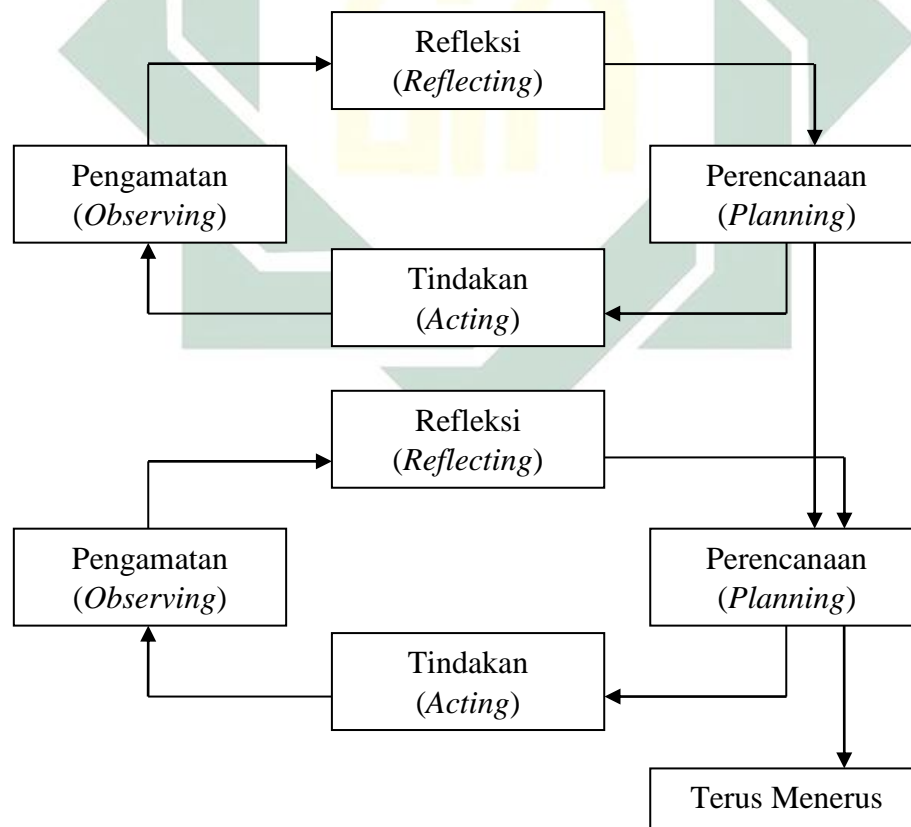 Refleksi
(Reflecting)
Pengamatan
(Observing)
Perencanaan
(Planning)
Tindakan
(Acting)
Refleksi
(Reflecting)
Pengamatan
(Observing)
Perencanaan
(Planning)
Tindakan
(Acting)
Terus Menerus